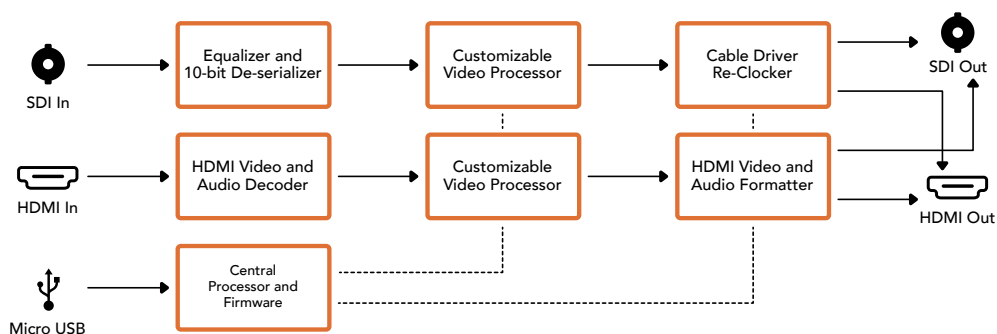 SDI In
Equalizer and
10-bit De-serializer
Customizable
Video Processor
Cable Driver
Re-Clocker
SDI Out
HDMI In
HDMI Video and
Audio Decoder
Customizable
Video Processor
HDMI Video and
Audio Formatter
HDMI Out
Micro USB
Central
Processor and
Firmware